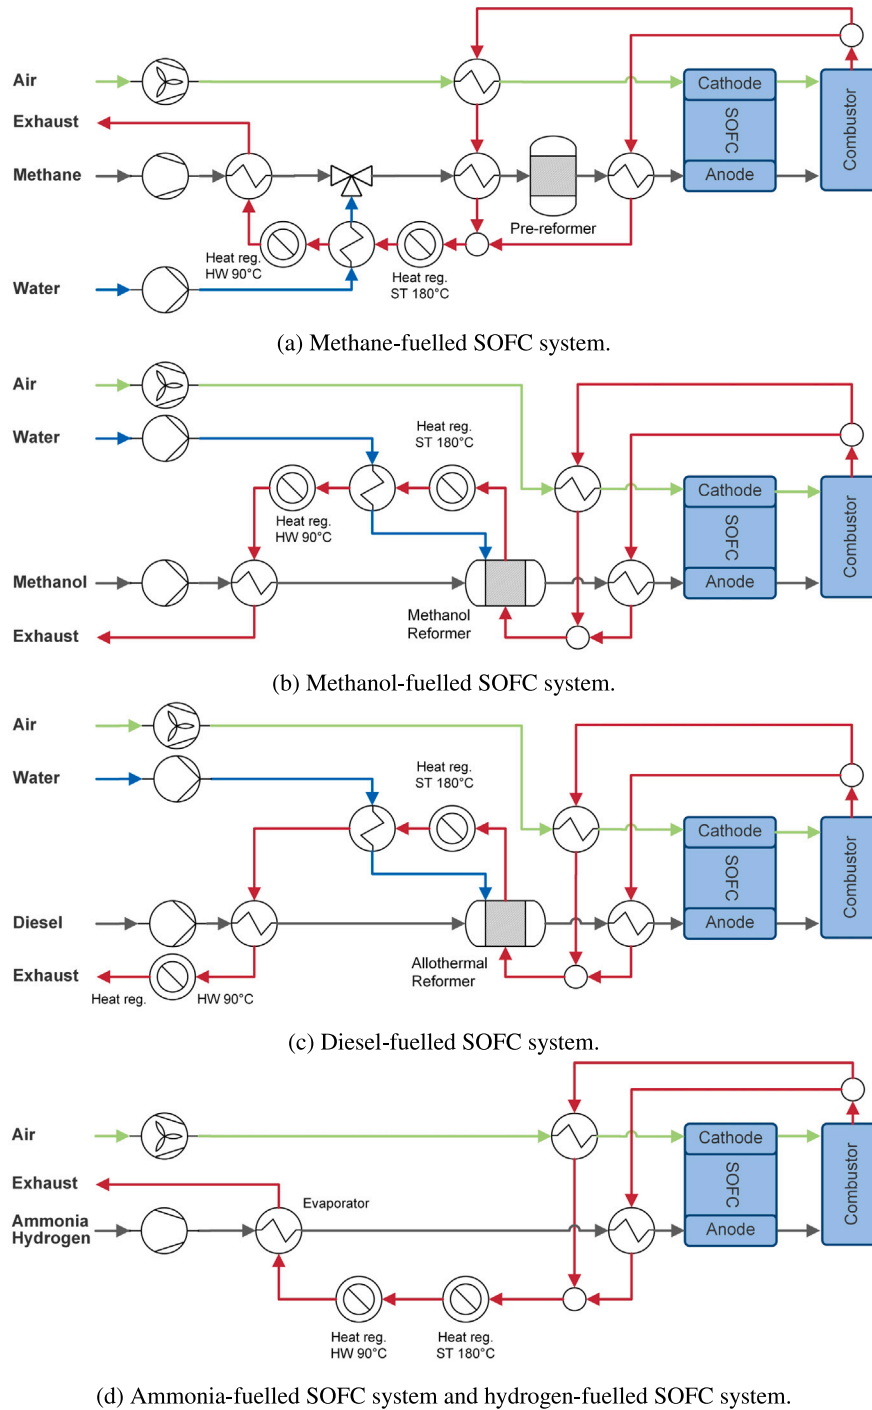 Air
Cathode
Exhaust
SOFC
Combustor
Methane
Anode
Pre-reformer
Heat reg.
HW 90°C
Heat reg.
ST 180°C
Water
(a) Methane-fuelled SOFC system.
Air
Heat reg.
ST 180°C
Water
Cathode
SOFC
Combustor
Heat reg.
HW 90°C
Methanol
Anode
Methanol
Reformer
Exhaust
(b) Methanol-fuelled SOFC system.
Air
Heat reg.
ST 180°C
Water
Cathode
SOFC
Combustor
Diesel
Anode
Allothermal
Reformer
Exhaust
Heat reg.
HW 90°C
(c) Diesel-fuelled SOFC system.
Air
Cathode
Exhaust
SOFC
Combustor
Evaporator
Ammonia
Hydrogen
Anode
Heat reg.
HW 90°C
Heat reg.
ST 180°C
(d) Ammonia-fuelled SOFC system and hydrogen-fuelled SOFC system.